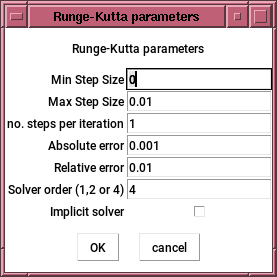 Runge-Kutta parameters
Runge-Kutta parameters
Min Step Size 0
Max Step Size 0.01
no. steps per iteration 1
Absolute error 0.001
Relative error 0.01
Solver order (1,2 or 4) 4
Implicit solver
OK cancel